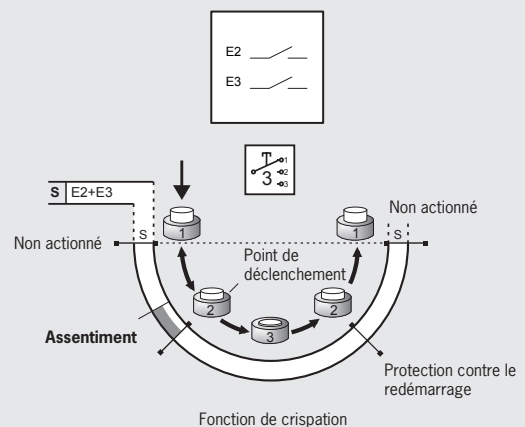 E2
E3
1
2
3
3
S E2+E3
S
1
1
Non actionné
S
Non actionné
Point de
déclenchement
2
2
3
Assentiment
Protection contre le
redémarrage
Fonction de crispation